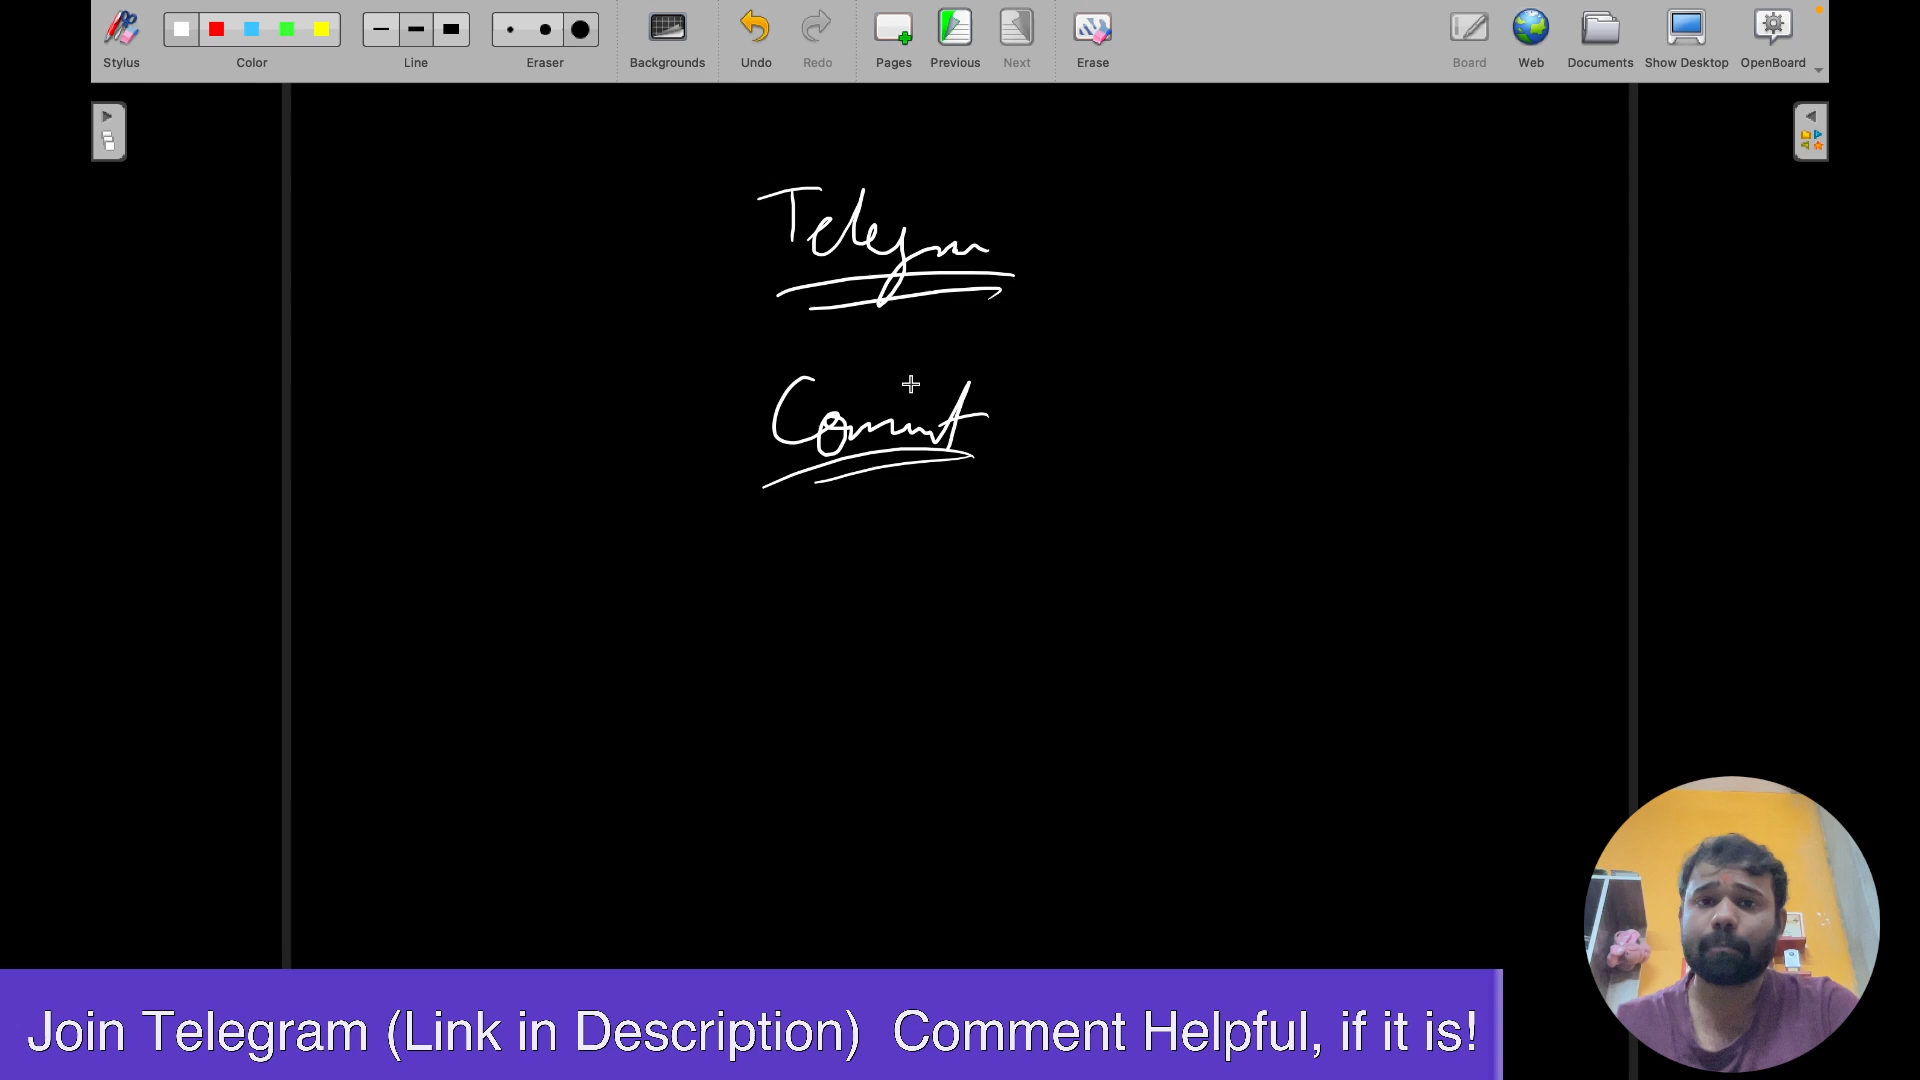 Stylus Color Line Eraser Backgrounds Undo Redo Pages Previous Next Erase Board Web Documents Show Desktop OpenBoard
Telegram
Comment
Join Telegram (Link in Description) Comment Helpful, if it is!